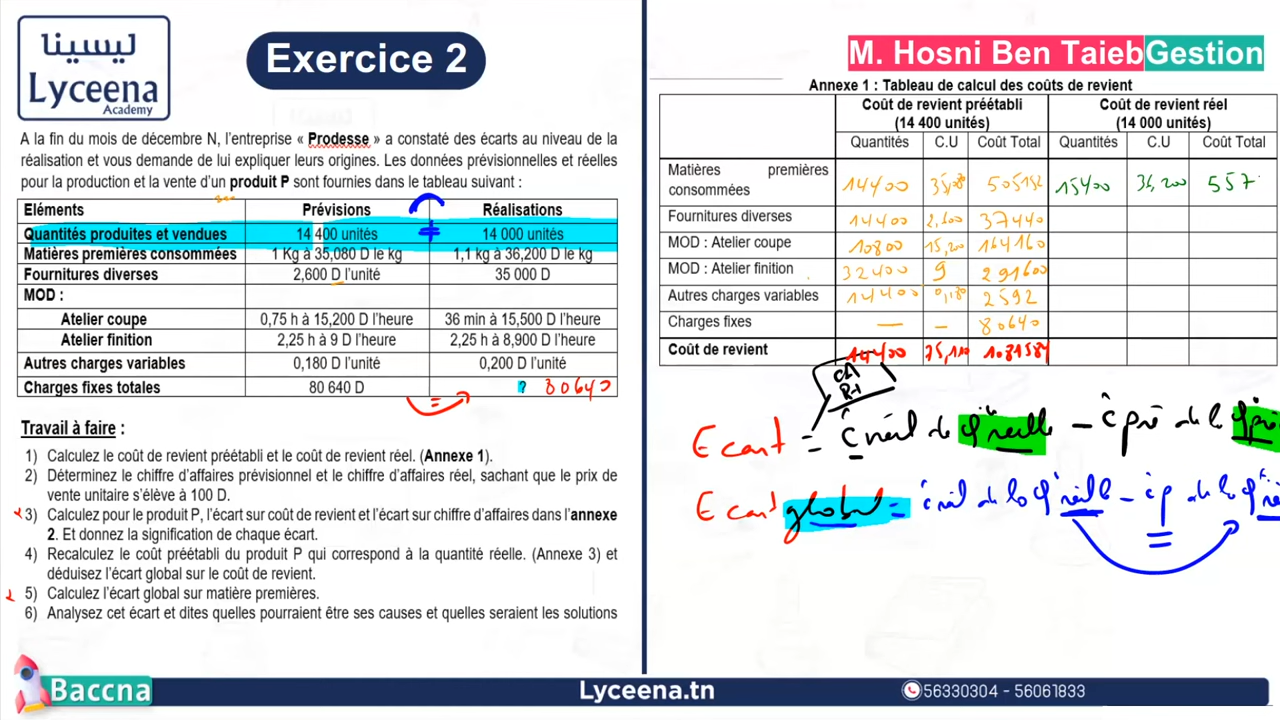 ليسينا
Lyceena
Academy
Exercice 2
M. Hosni Ben Taieb Gestion
A la fin du mois de décembre N, l'entreprise « Prodesse » a constaté des écarts au niveau de la
réalisation et vous demande de lui expliquer leurs origines. Les données prévisionnelles et réelles
pour la production et la vente d'un produit P sont fournies dans le tableau suivant :
Eléments Prévisions Réalisations
Quantités produites et vendues 14 400 unités 14 000 unités
Matières premières consommées 1 Kg à 35,080 D le kg 1,1 kg à 36,200 D le kg
Fournitures diverses 2,600 D l'unité 35 000 D
MOD :
Atelier coupe 0,75 h à 15,200 D l'heure 36 min à 15,500 D l'heure
Atelier finition 2,25 h à 9 D l'heure 2,25 h à 8,900 D l'heure
Autres charges variables 0,180 D l'unité 0,200 D l'unité
Charges fixes totales 80 640 D ? 80640
=
Travail à faire :
1) Calculez le coût de revient préétabli et le coût de revient réel. (Annexe 1).
2) Déterminez le chiffre d'affaires prévisionnel et le chiffre d'affaires réel, sachant que le prix de
vente unitaire s'élève à 100 D.
3) Calculez pour le produit P, l'écart sur coût de revient et l'écart sur chiffre d'affaires dans l'annexe
2. Et donnez la signification de chaque écart.
4) Recalculez le coût préétabli du produit P qui correspond à la quantité réelle. (Annexe 3) et
déduisez l'écart global sur le coût de revient.
5) Calculez l'écart global sur matière premières.
6) Analysez cet écart et dites quelles pourraient être ses causes et quelles seraient les solutions
Annexe 1 : Tableau de calcul des coûts de revient
Coût de revient préétabli Coût de revient réel
(14 400 unités) (14 000 unités)
Quantités C.U Coût Total Quantités C.U Coût Total
Matières premières
consommées 14400 35,08 505152 15400 36,200 557
Fournitures diverses 14400 2,600 37440
MOD : Atelier coupe 10800 15,200 164160
MOD : Atelier finition 32400 9 291600
Autres charges variables 14400 0,180 2592
Charges fixes — — 80640
Coût de revient 14400 75,110 1081584
CA
Ecart = ĉ réel de q réelle – ĉ pré de la
Ecart global = ĉ réel de la q réelle – ĉp de la
Baccna
Lyceena.tn
56330304 - 56061833